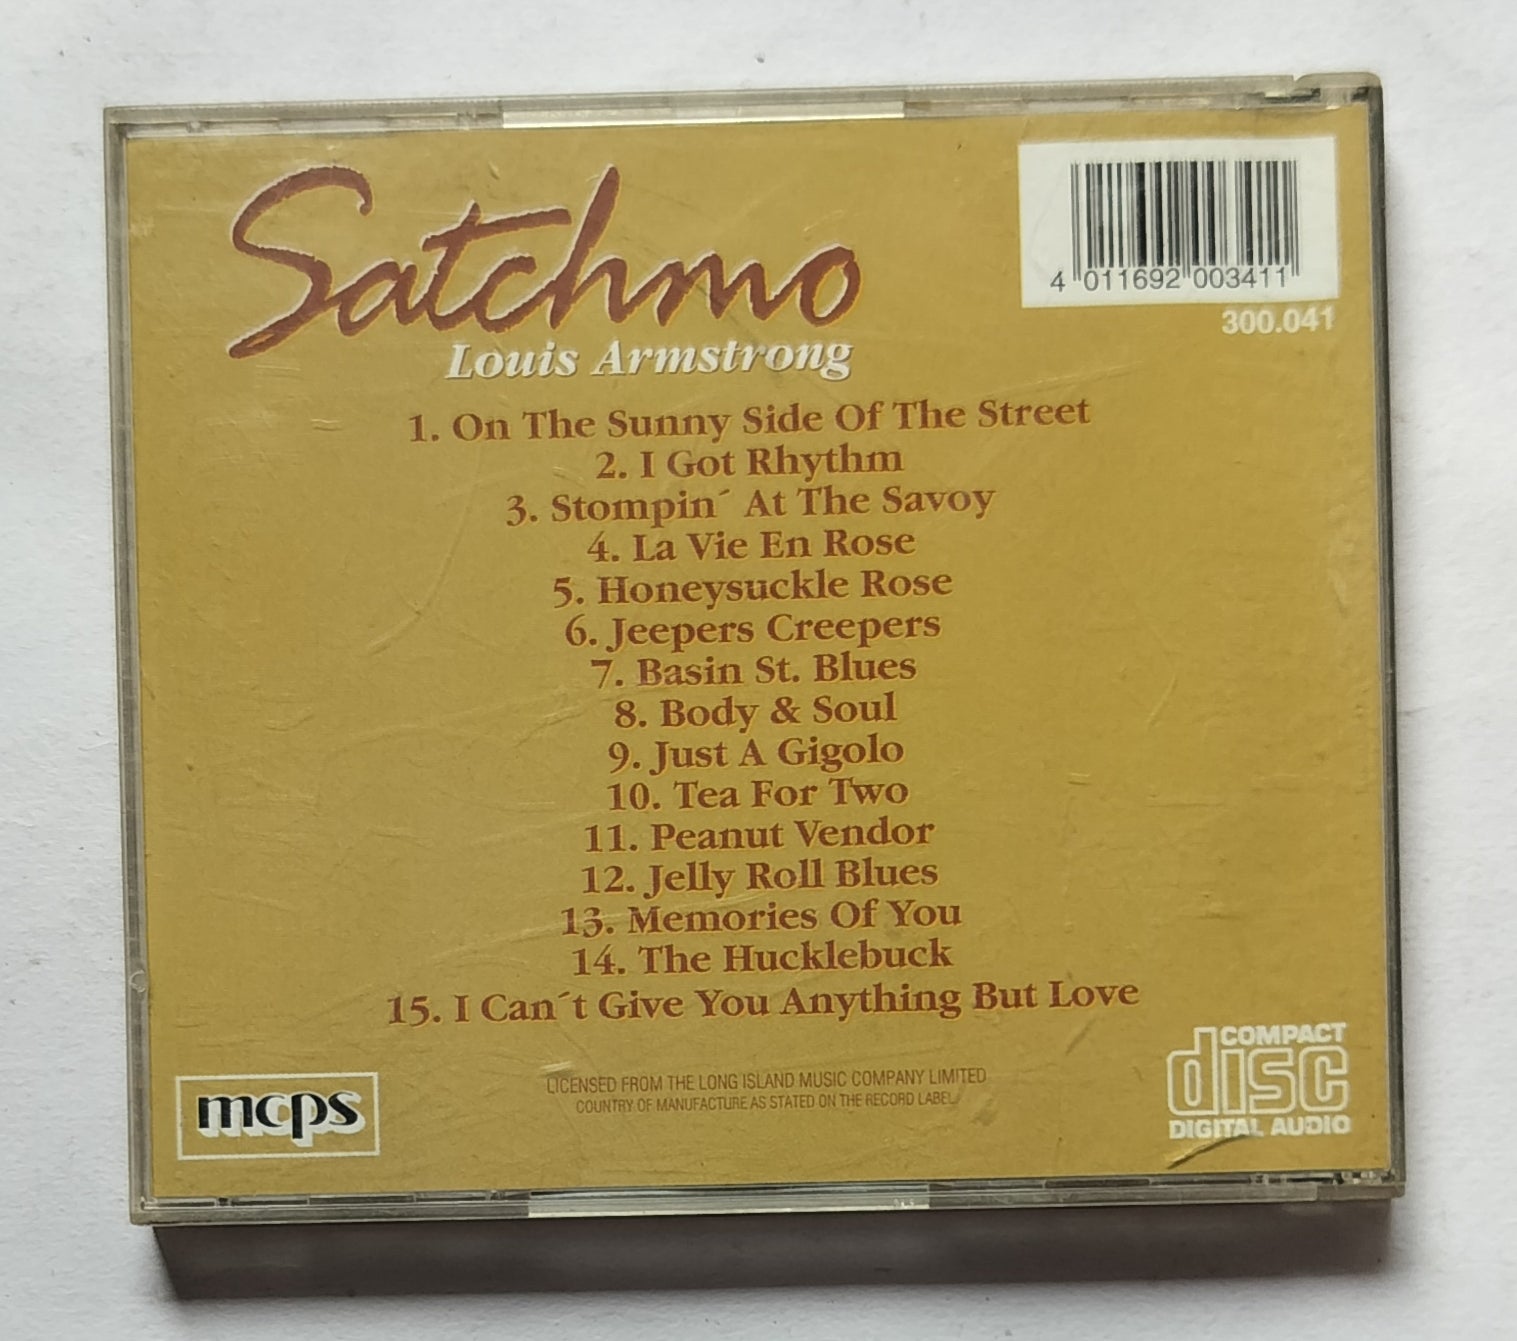 Satchmo
Louis Armstrong
4 011692 003411
300.041
1. On The Sunny Side Of The Street
2. I Got Rhythm
3. Stompin´ At The Savoy
4. La Vie En Rose
5. Honeysuckle Rose
6. Jeepers Creepers
7. Basin St. Blues
8. Body & Soul
9. Just A Gigolo
10. Tea For Two
11. Peanut Vendor
12. Jelly Roll Blues
13. Memories Of You
14. The Hucklebuck
15. I Can´t Give You Anything But Love
mcps
LICENSED FROM THE LONG ISLAND MUSIC COMPANY LIMITED
COUNTRY OF MANUFACTURE AS STATED ON THE RECORD LABEL
COMPACT
disc
DIGITAL AUDIO